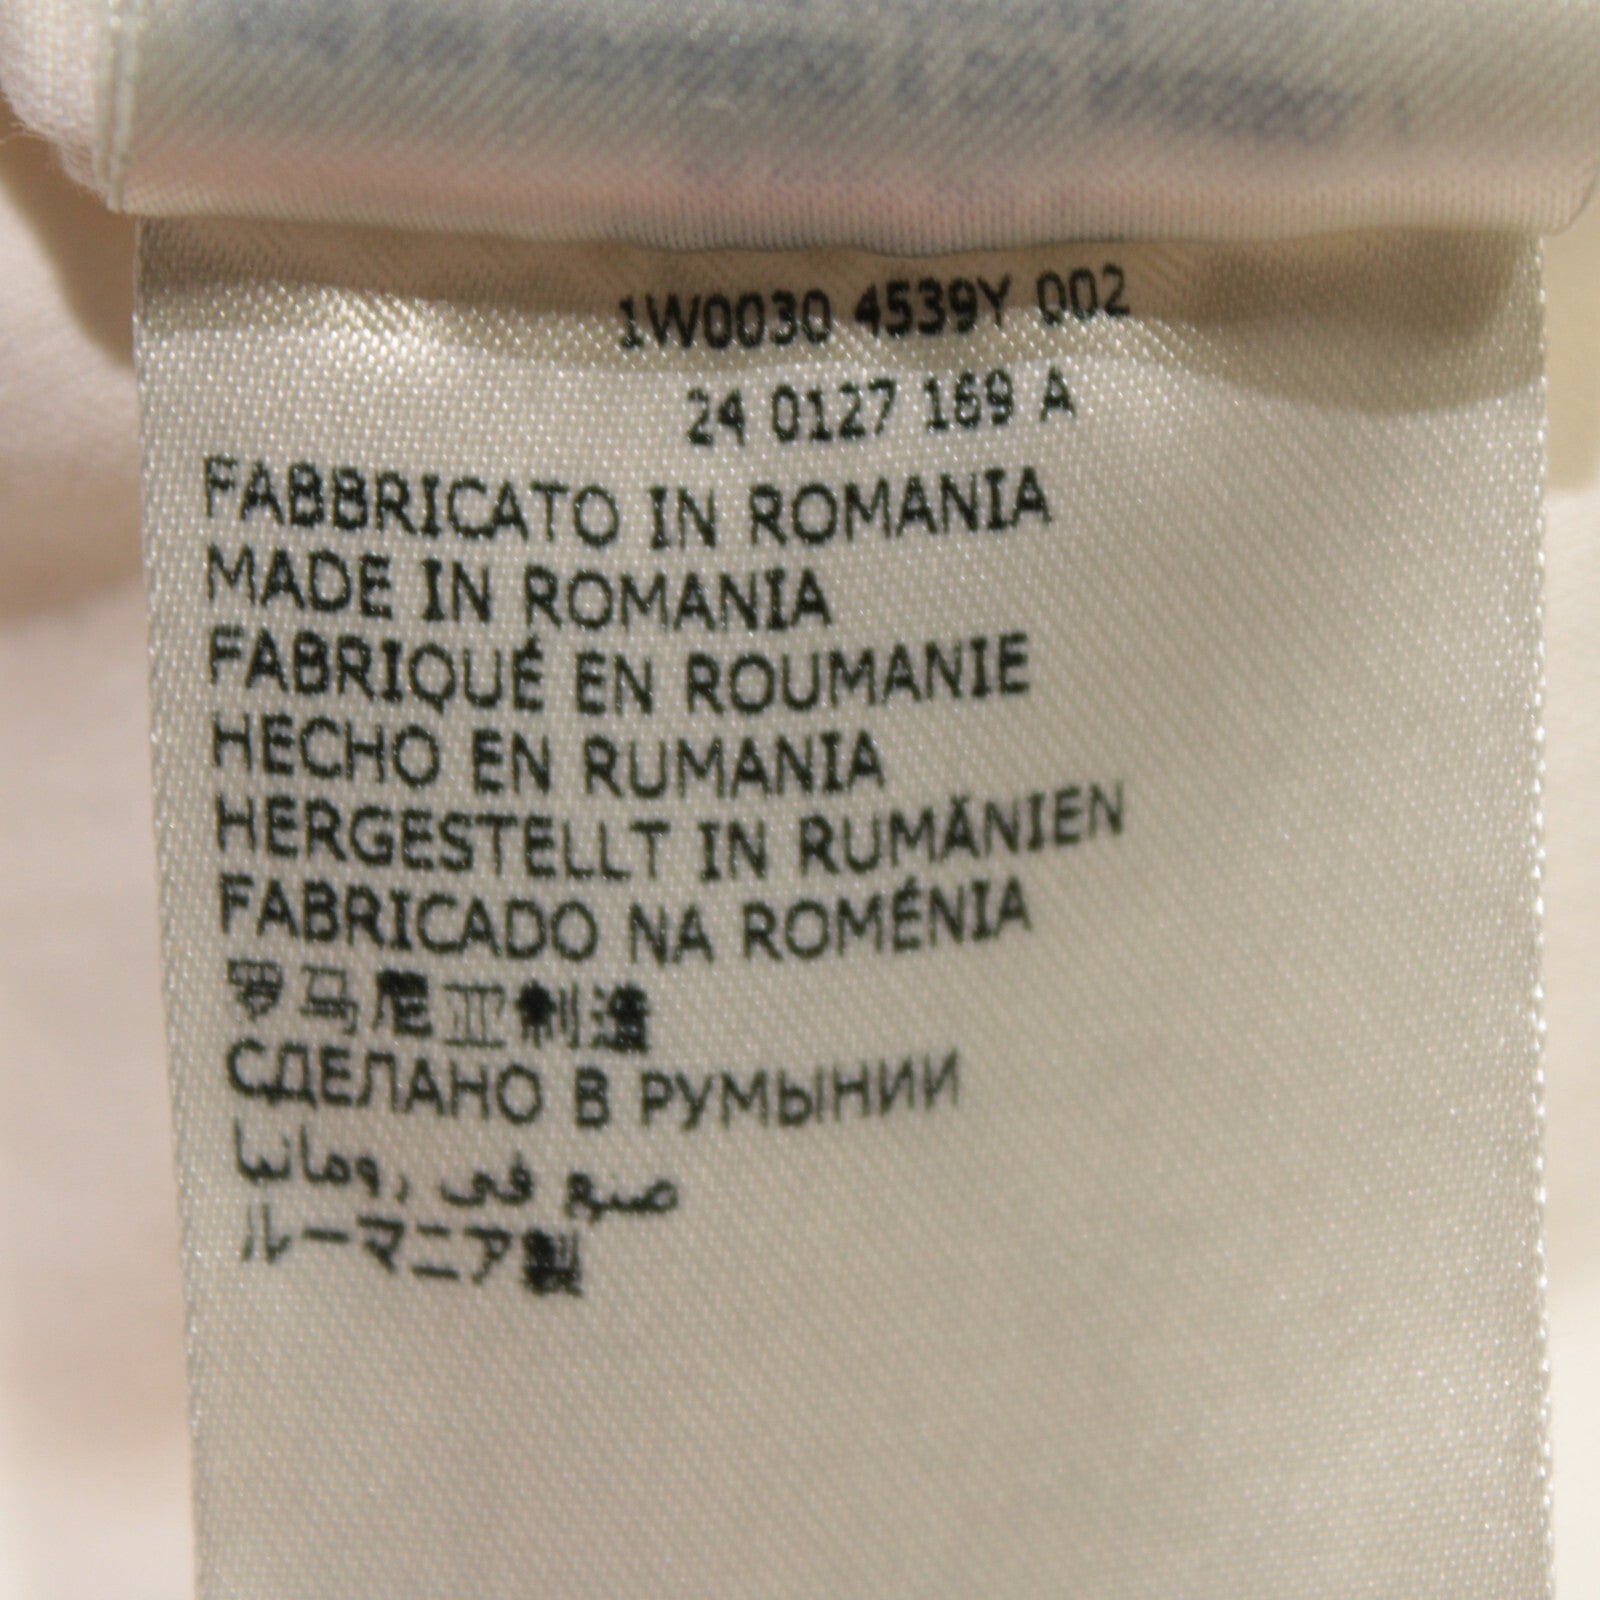 1W0030 4539Y 002
24 0127 169 A
FABBRICATO IN ROMANIA
MADE IN ROMANIA
FABRIQUÉ EN ROUMANIE
HECHO EN RUMANIA
HERGESTELLT IN RUMÄNIEN
FABRICADO NA ROMÉNIA
罗马尼亚制造
СДЕЛАНО В РУМЫНИИ
صنع في رومانيا
ルーマニア製